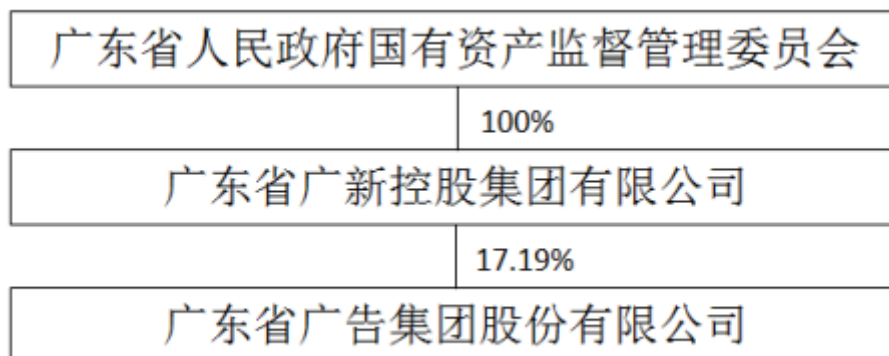 广东省人民政府国有资产监督管理委员会
100%
广东省广新控股集团有限公司
17.19%
广东省广告集团股份有限公司